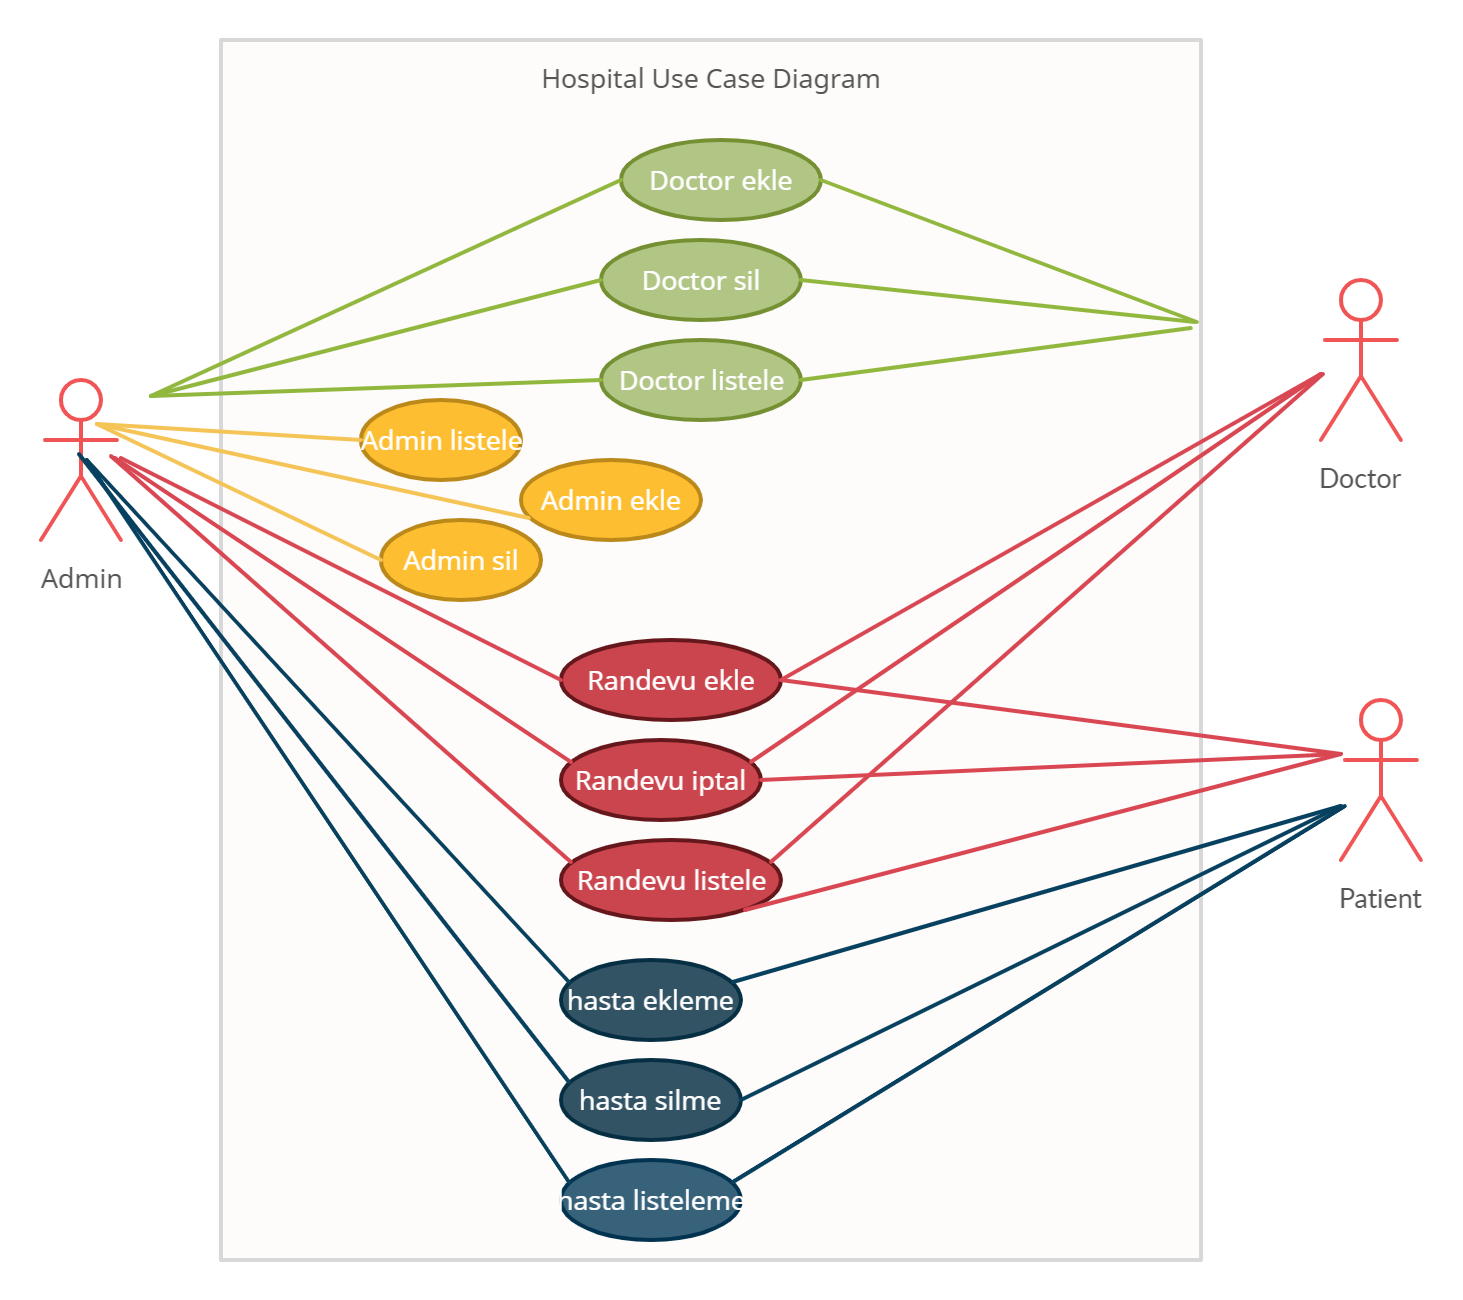 Hospital Use Case Diagram
Doctor ekle
Doctor sil
Doctor listele
Admin listele
Admin ekle
Admin sil
Admin
Doctor
Randevu ekle
Randevu iptal
Randevu listele
Patient
hasta ekleme
hasta silme
hasta listeleme